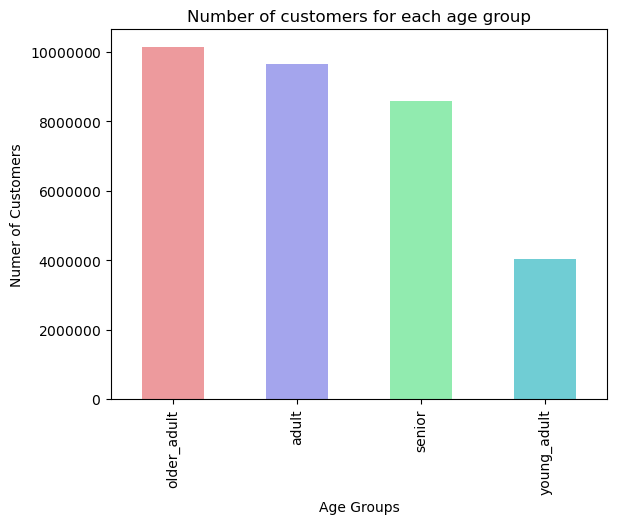 Number of customers for each age group
10000000
8000000
6000000
4000000
2000000
0
Numer of Customers
older_adult
adult
senior
young_adult
Age Groups